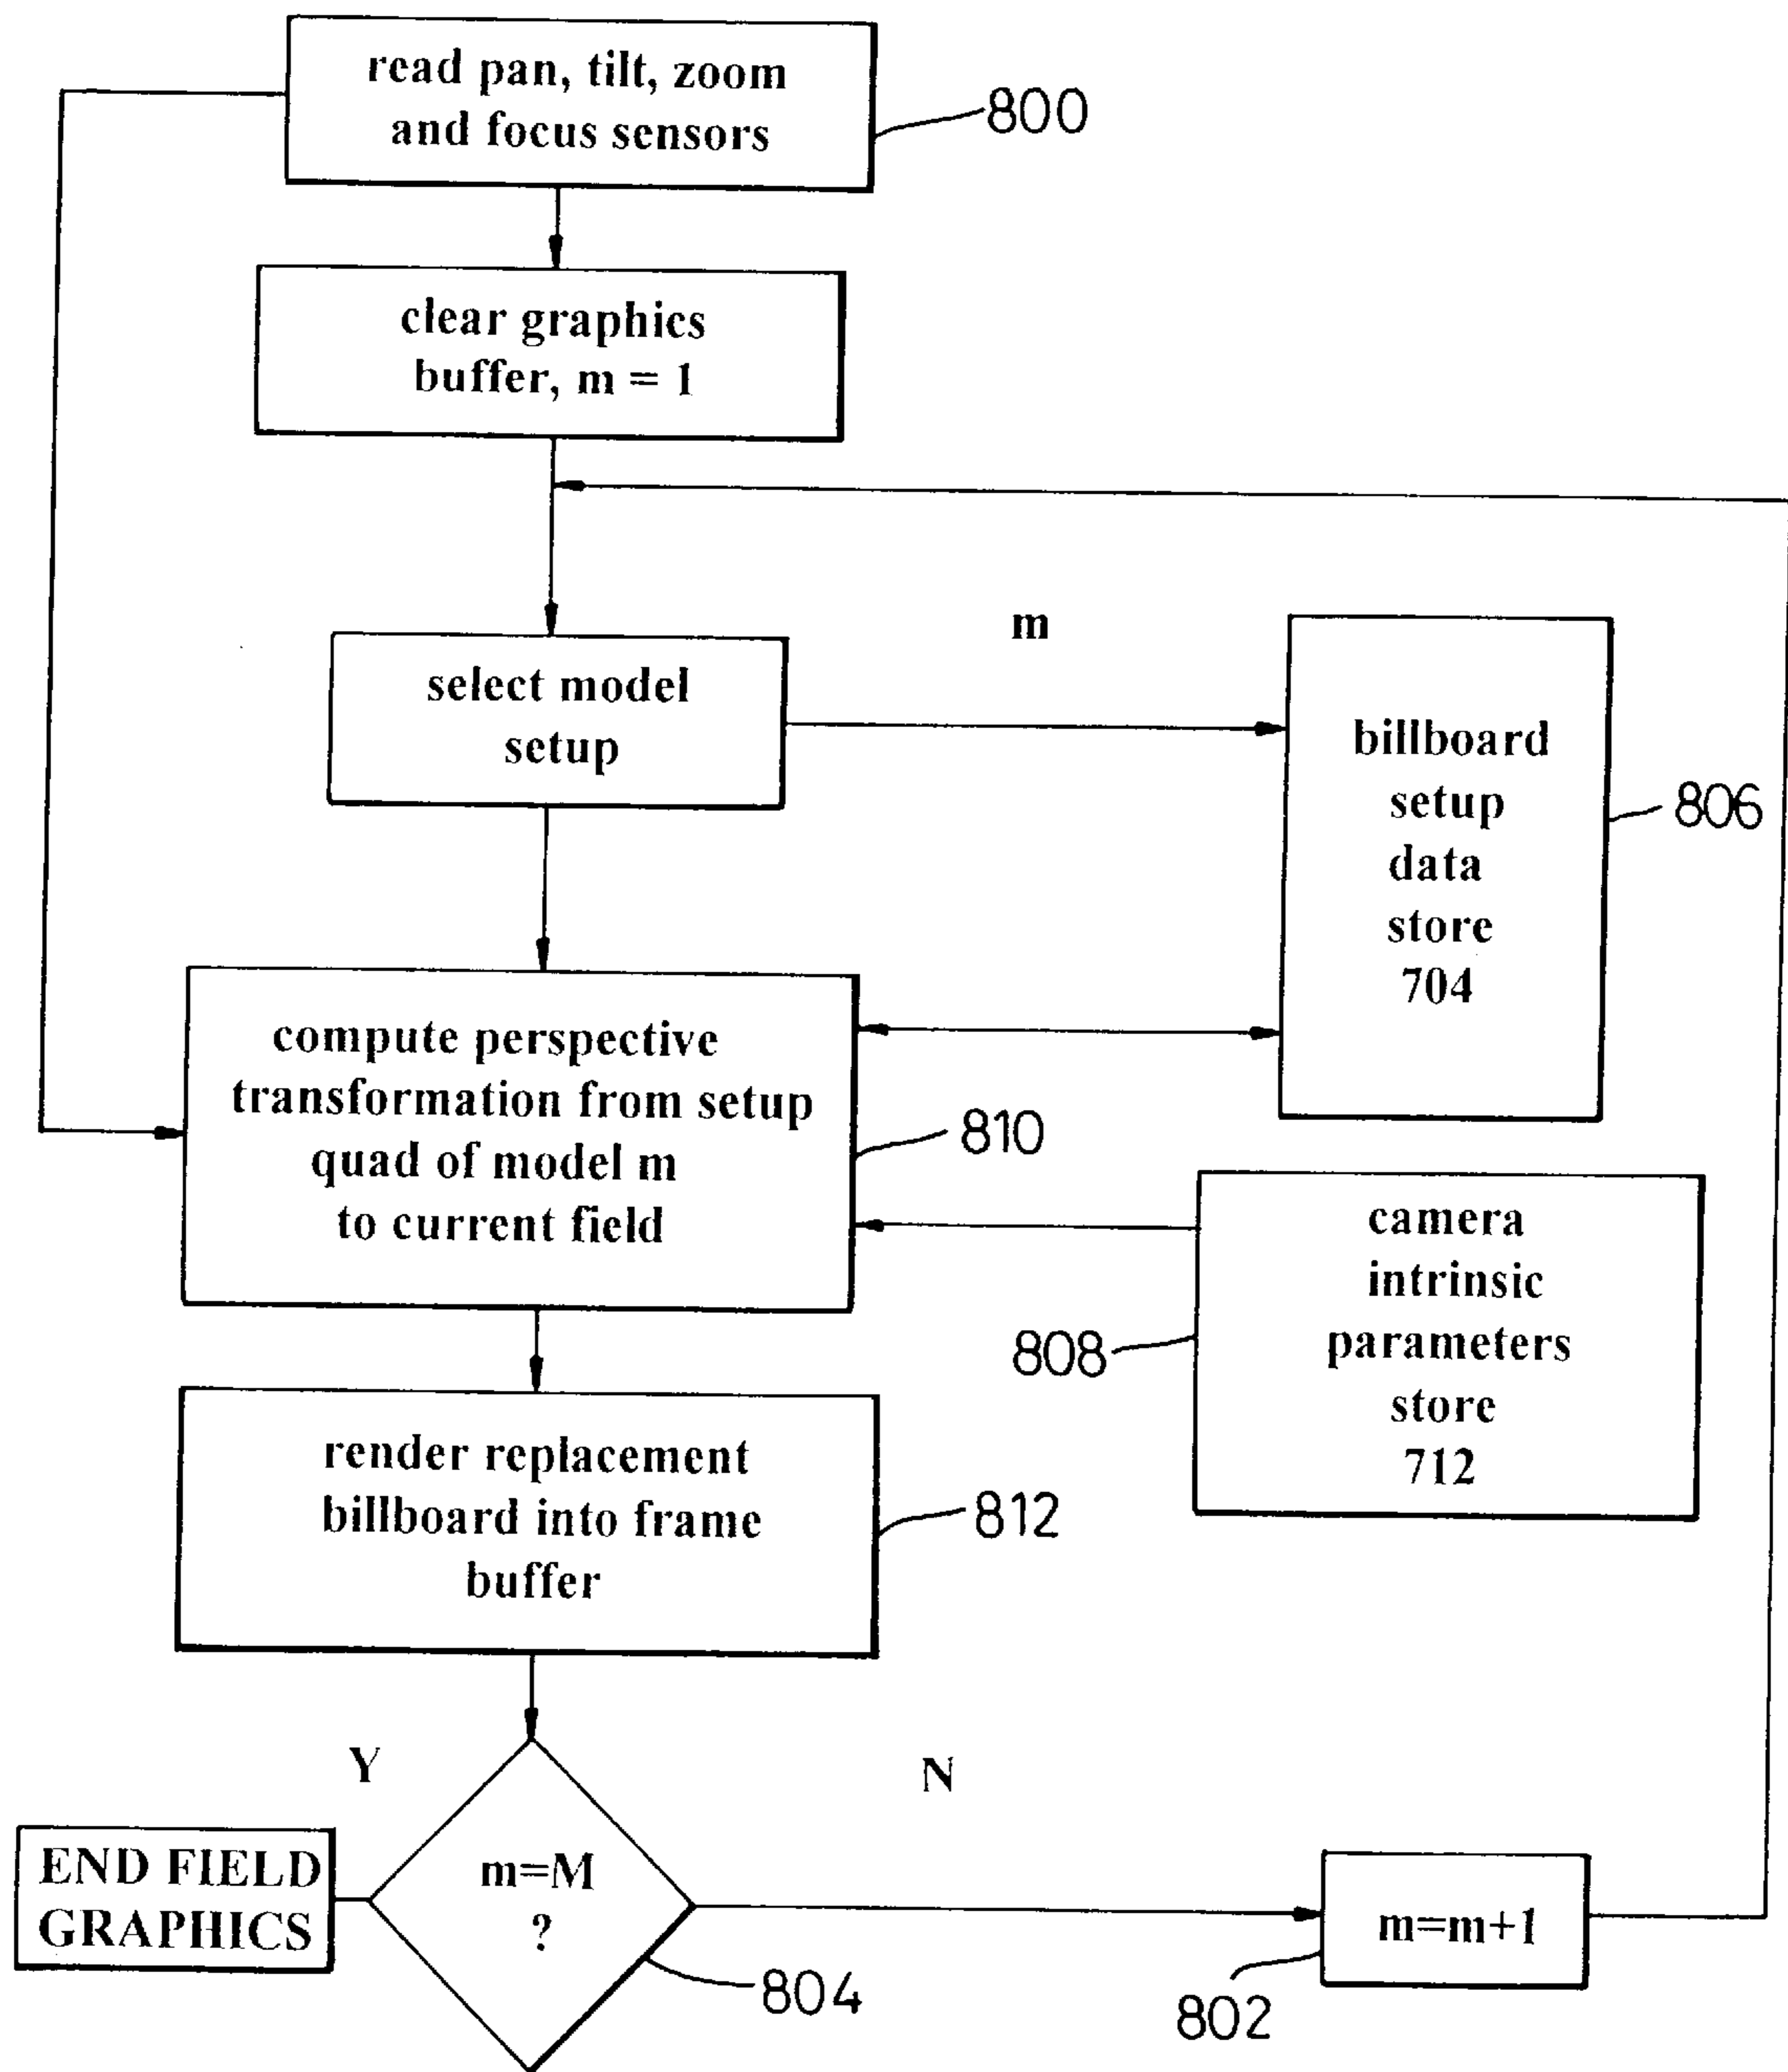 read pan, tilt, zoom
and focus sensors
800
clear graphics
buffer, m = 1
m
select model
setup
billboard
setup
data
store
704
806
compute perspective
transformation from setup
quad of model m
to current field
810
camera
intrinsic
parameters
store
712
808
render replacement
billboard into frame
buffer
812
Y
N
END FIELD
GRAPHICS
m=M
?
804
m=m+1
802